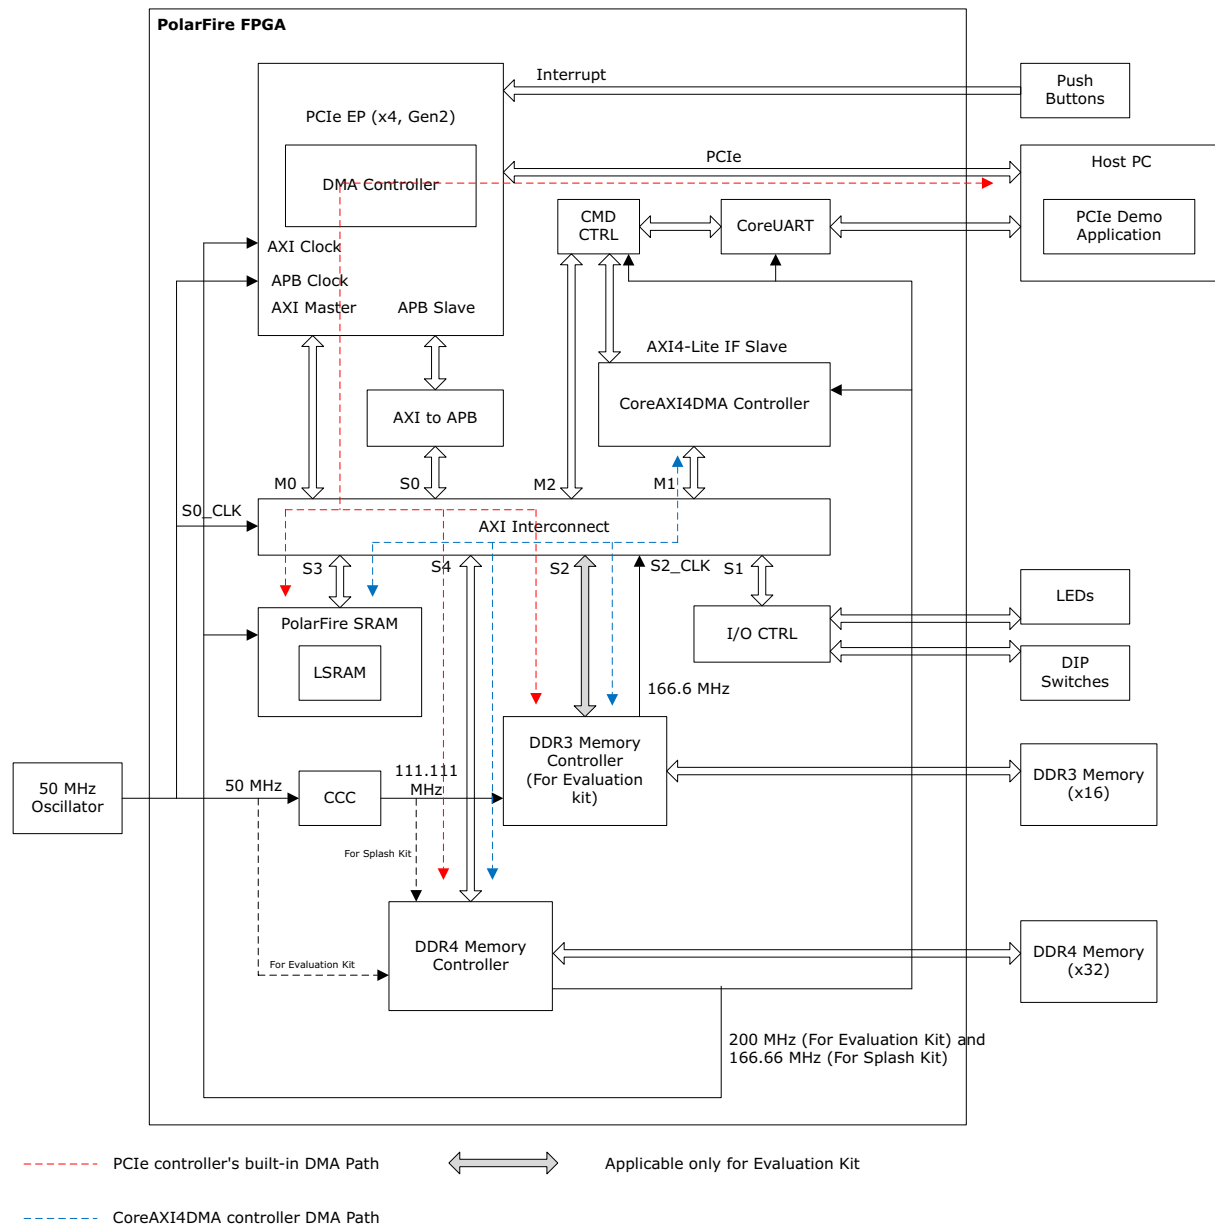 PolarFire FPGA
Interrupt
Push
Buttons
PCIe EP (x4, Gen2)
PCIe
Host PC
DMA Controller
CMD
CTRL
CoreUART
PCIe Demo
Application
AXI Clock
APB Clock
AXI Master
APB Slave
AXI4-Lite IF Slave
AXI to APB
CoreAXI4DMA Controller
M0
S0
M2
M1
S0_CLK
AXI Interconnect
S3
S4
S2
S2_CLK
S1
LEDs
PolarFire SRAM
I/O CTRL
LSRAM
DIP
Switches
166.6 MHz
DDR3 Memory
Controller
(For Evaluation
kit)
50 MHz
Oscillator
50 MHz
CCC
111.111
MHz
DDR3 Memory
(x16)
For Splash Kit
DDR4 Memory
Controller
DDR4 Memory
(x32)
For Evaluation Kit
200 MHz (For Evaluation Kit) and
166.66 MHz (For Splash Kit)
PCIe controller's built-in DMA Path
Applicable only for Evaluation Kit
CoreAXI4DMA controller DMA Path